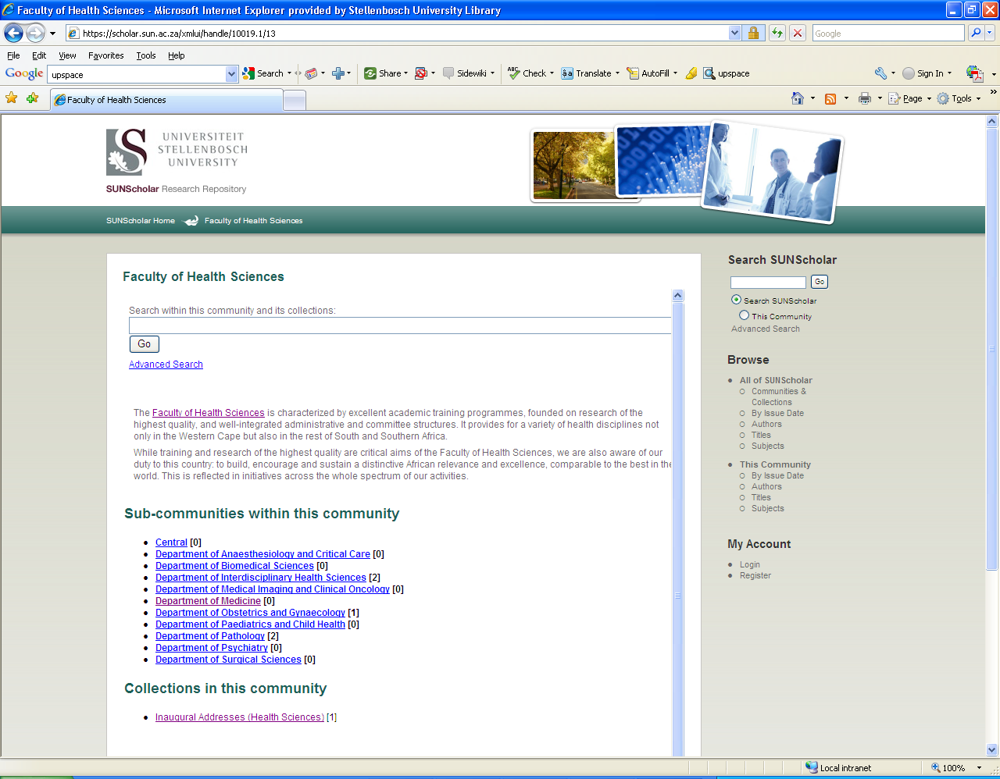 Faculty of Health Sciences - Microsoft Internet Explorer provided by Stellenbosch University Library
https://scholar.sun.ac.za/xmlui/handle/10019.1/13
Google
File Edit View Favorites Tools Help
Google upspace Search Share Sidewiki ABC Check Translate AutoFill upspace Sign In
Faculty of Health Sciences
Page Tools
UNIVERSITEIT
STELLENBOSCH
UNIVERSITY
SUNScholar Research Repository
SUNScholar Home Faculty of Health Sciences
Faculty of Health Sciences
Search within this community and its collections:
Go
Advanced Search
The Faculty of Health Sciences is characterized by excellent academic training programmes, founded on research of the
highest quality, and well-integrated administrative and committee structures. It provides for a variety of health disciplines not
only in the Western Cape but also in the rest of South and Southern Africa.
While training and research of the highest quality are critical aims of the Faculty of Health Sciences, we are also aware of our
duty to this country: to build, encourage and sustain a distinctive African relevance and excellence, comparable to the best in the
world. This is reflected in initiatives across the whole spectrum of our activities.
Sub-communities within this community
Central [0]
Department of Anaesthesiology and Critical Care [0]
Department of Biomedical Sciences [0]
Department of Interdisciplinary Health Sciences [2]
Department of Medical Imaging and Clinical Oncology [0]
Department of Medicine [0]
Department of Obstetrics and Gynaecology [1]
Department of Paediatrics and Child Health [0]
Department of Pathology [2]
Department of Psychiatry [0]
Department of Surgical Sciences [0]
Collections in this community
Inaugural Addresses (Health Sciences) [1]
Search SUNScholar
Go
Search SUNScholar
This Community
Advanced Search
Browse
All of SUNScholar
Communities &
Collections
By Issue Date
Authors
Titles
Subjects
This Community
By Issue Date
Authors
Titles
Subjects
My Account
Login
Register
Local intranet
100%